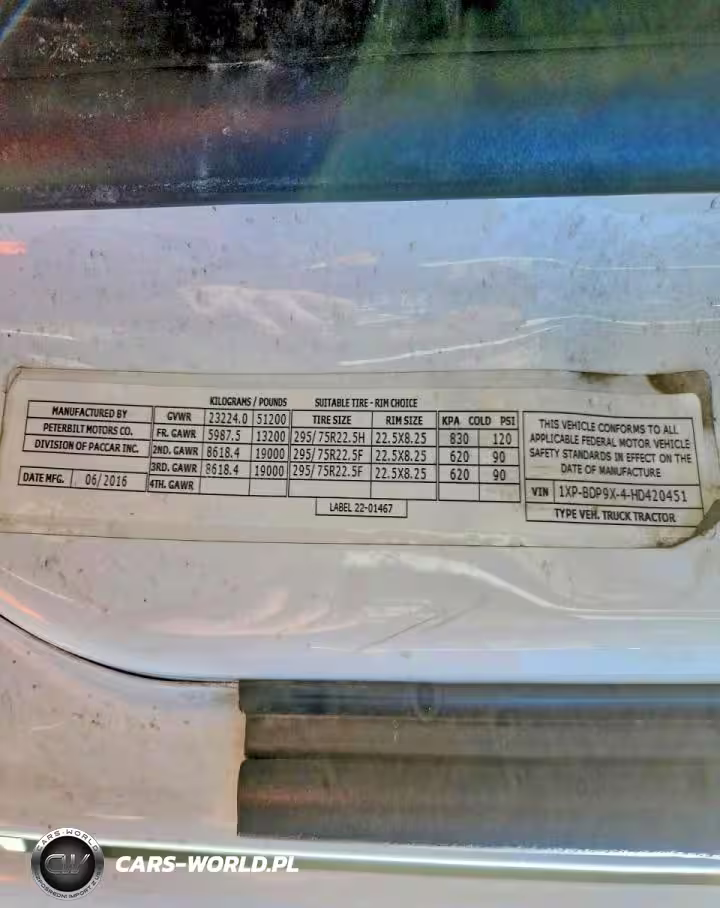 KILOGRAMS / POUNDS SUITABLE TIRE - RIM CHOICE
MANUFACTURED BY
PETERBILT MOTORS CO.
DIVISION OF PACCAR INC.
DATE MFG. 06/2016
GVWR 23224.0 51200 TIRE SIZE RIM SIZE KPA COLD PSI
FR. GAWR 5987.5 13200 295/75R22.5H 22.5X8.25 830 120
2ND. GAWR 8618.4 19000 295/75R22.5F 22.5X8.25 620 90
3RD. GAWR 8618.4 19000 295/75R22.5F 22.5X8.25 620 90
4TH. GAWR
LABEL 22-01467
THIS VEHICLE CONFORMS TO ALL
APPLICABLE FEDERAL MOTOR VEHICLE
SAFETY STANDARDS IN EFFECT ON THE
DATE OF MANUFACTURE
VIN 1XP-BDP9X-4-HD420451
TYPE VEH. TRUCK TRACTOR
CARS-WORLD
CW
CARS-WORLD.PL